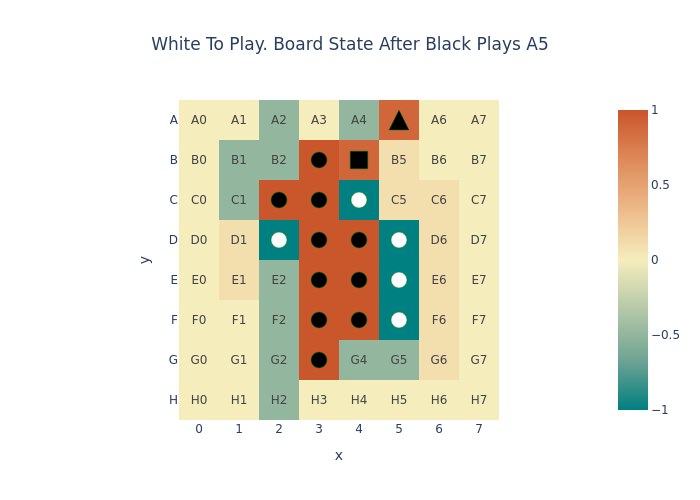 White To Play. Board State After Black Plays A5
A A0 A1 A2 A3 A4 A6 A7 1
B B0 B1 B2 B5 B6 B7
C C0 C1 C5 C6 C7 0.5
D D0 D1 D6 D7
y 0
E E0 E1 E2 E6 E7
F F0 F1 F2 F6 F7 −0.5
G G0 G1 G2 G4 G5 G6 G7
H H0 H1 H2 H3 H4 H5 H6 H7 −1
0 1 2 3 4 5 6 7
x